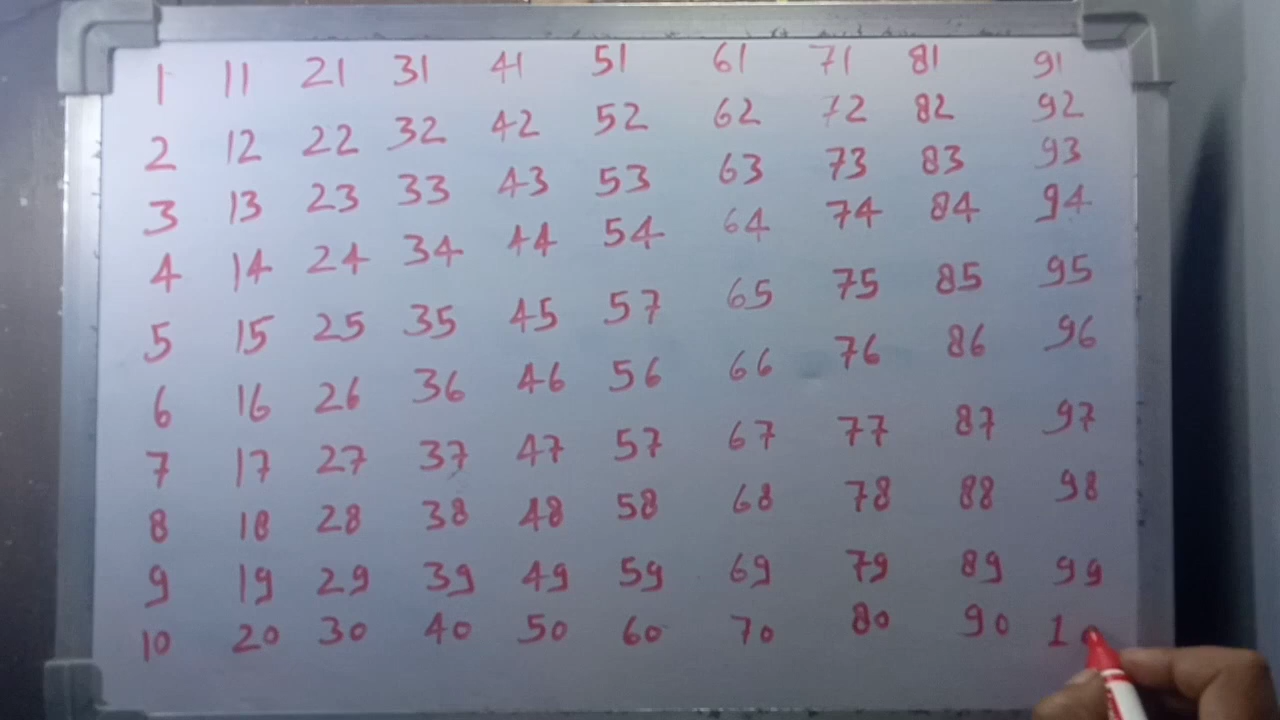 1 11 21 31 41 51 61 71 81 91
2 12 22 32 42 52 62 72 82 92
3 13 23 33 43 53 63 73 83 93
4 14 24 34 44 54 64 74 84 94
5 15 25 35 45 57 65 75 85 95
6 16 26 36 46 56 66 76 86 96
7 17 27 37 47 57 67 77 87 97
8 18 28 38 48 58 68 78 88 98
9 19 29 39 49 59 69 79 89 99
10 20 30 40 50 60 70 80 90 10